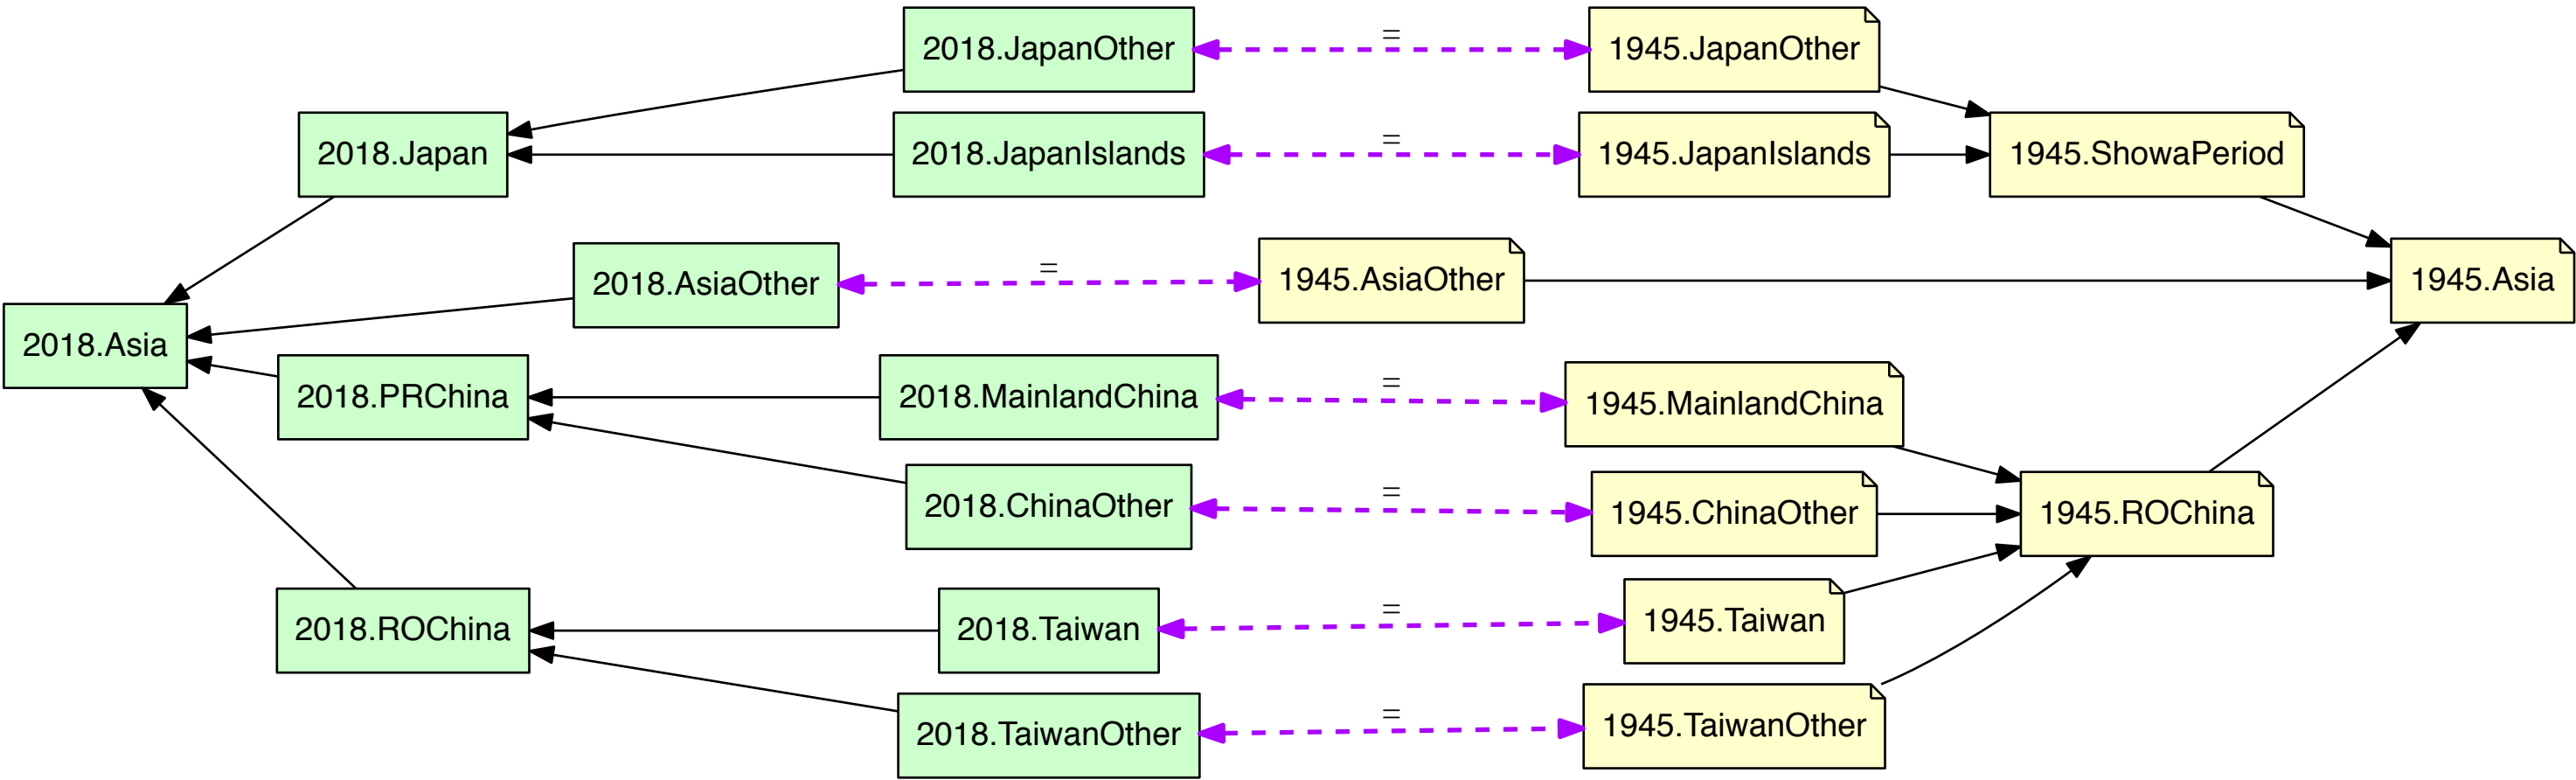 2018.JapanOther
=
1945.JapanOther
2018.Japan
2018.JapanIslands
=
1945.JapanIslands
1945.ShowaPeriod
2018.AsiaOther
=
1945.AsiaOther
1945.Asia
2018.Asia
2018.PRChina
2018.MainlandChina
=
1945.MainlandChina
2018.ChinaOther
=
1945.ChinaOther
1945.ROChina
2018.ROChina
2018.Taiwan
=
1945.Taiwan
2018.TaiwanOther
=
1945.TaiwanOther